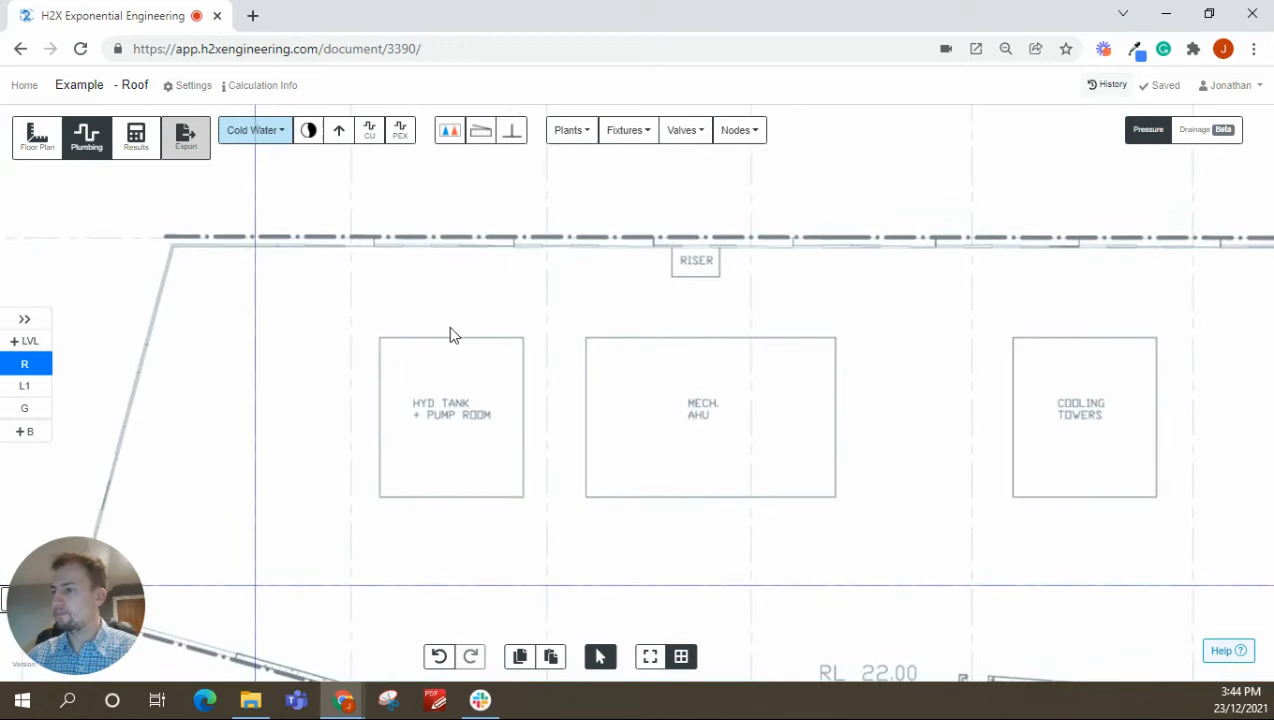 H2X Exponential Engineering
https://app.h2xengineering.com/document/3390/
J
Home Example - Roof Settings Calculation Info History Saved Jonathan
Floor Plan Plumbing Results Export Cold Water CU PEX Plants Fixtures Valves Nodes Pressure Drainage Beta
RISER
>>
+ LVL
R
L1
G
+ B
HYD TANK
+ PUMP ROOM
MECH.
AHU
COOLING
TOWERS
Help ?
RL 22.00
PDF
3:44 PM
23/12/2021